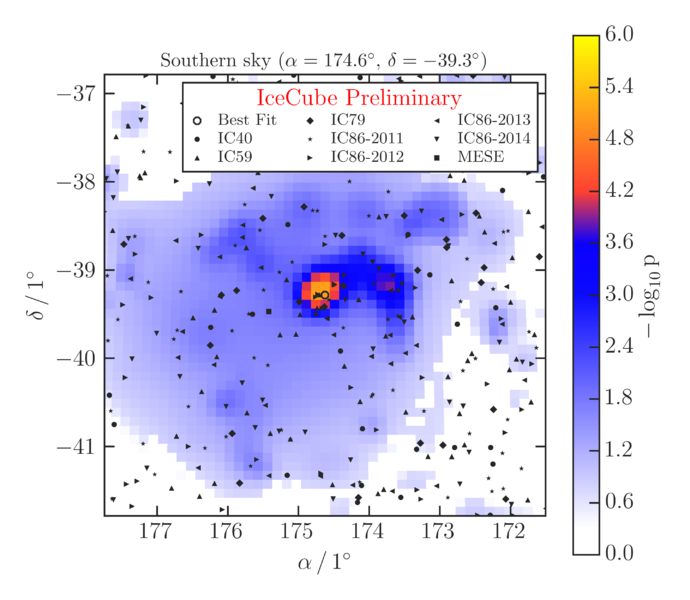 Southern sky (α = 174.6°, δ = −39.3°)
IceCube Preliminary
Best Fit
IC40
IC59
IC79
IC86-2011
IC86-2012
IC86-2013
IC86-2014
MESE
−37
−38
−39
−40
−41
δ / 1°
177 176 175 174 173 172
α / 1°
6.0
5.4
4.8
4.2
3.6
3.0
2.4
1.8
1.2
0.6
0.0
− log₁₀ p